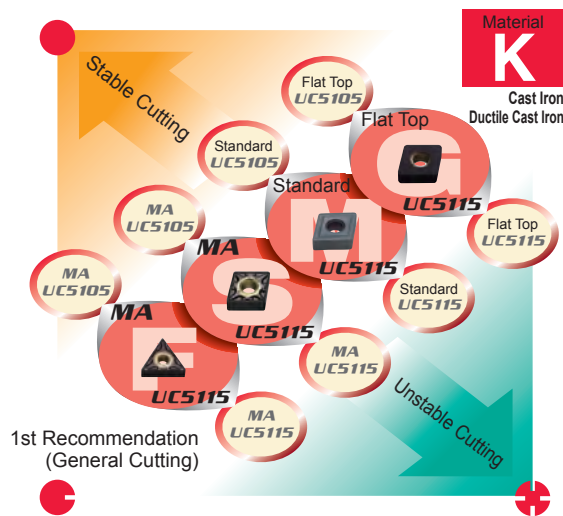 Material
K
Cast Iron
Ductile Cast Iron
Stable Cutting
Flat Top
UC5105
Flat Top
G
UC5115
Standard
UC5105
Standard
M
UC5115
Flat Top
UC5115
MA
UC5105
MA
S
UC5115
Standard
UC5115
MA
UC5105
MA
F
UC5115
MA
UC5115
MA
UC5115
Unstable Cutting
1st Recommendation
(General Cutting)